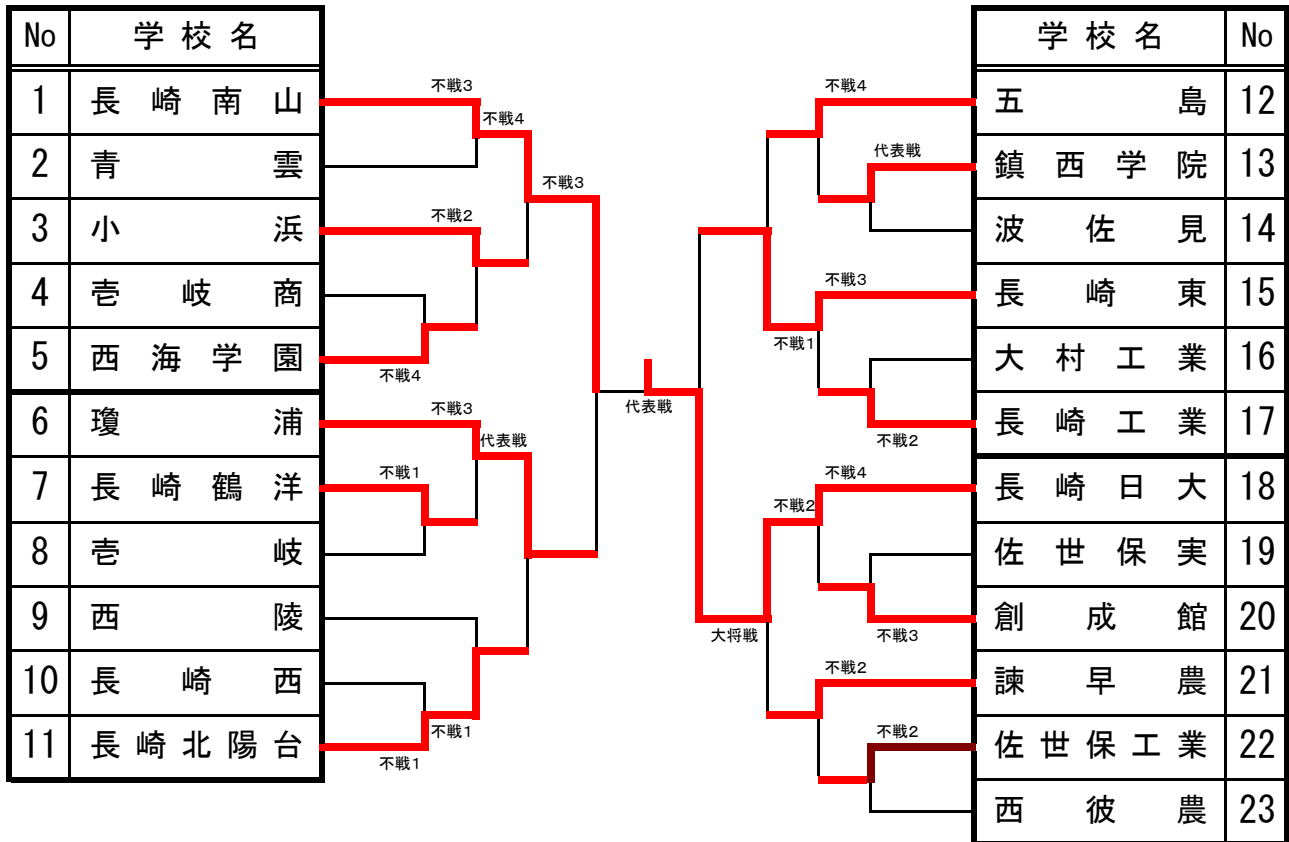 No 学校名
1 長崎南山
2 青雲
3 小浜
4 壱岐商
5 西海学園
6 瓊浦
7 長崎鶴洋
8 壱岐
9 西陵
10 長崎西
11 長崎北陽台
不戦3
不戦4
不戦3
不戦2
不戦4
不戦3
代表戦
不戦1
不戦1
不戦1
代表戦
不戦4
代表戦
不戦3
不戦1
不戦2
不戦4
不戦2
不戦3
大将戦
不戦2
不戦2
学校名 No
五島 12
鎮西学院 13
波佐見 14
長崎東 15
大村工業 16
長崎工業 17
長崎日大 18
佐世保実 19
創成館 20
諫早農 21
佐世保工業 22
西彼農 23